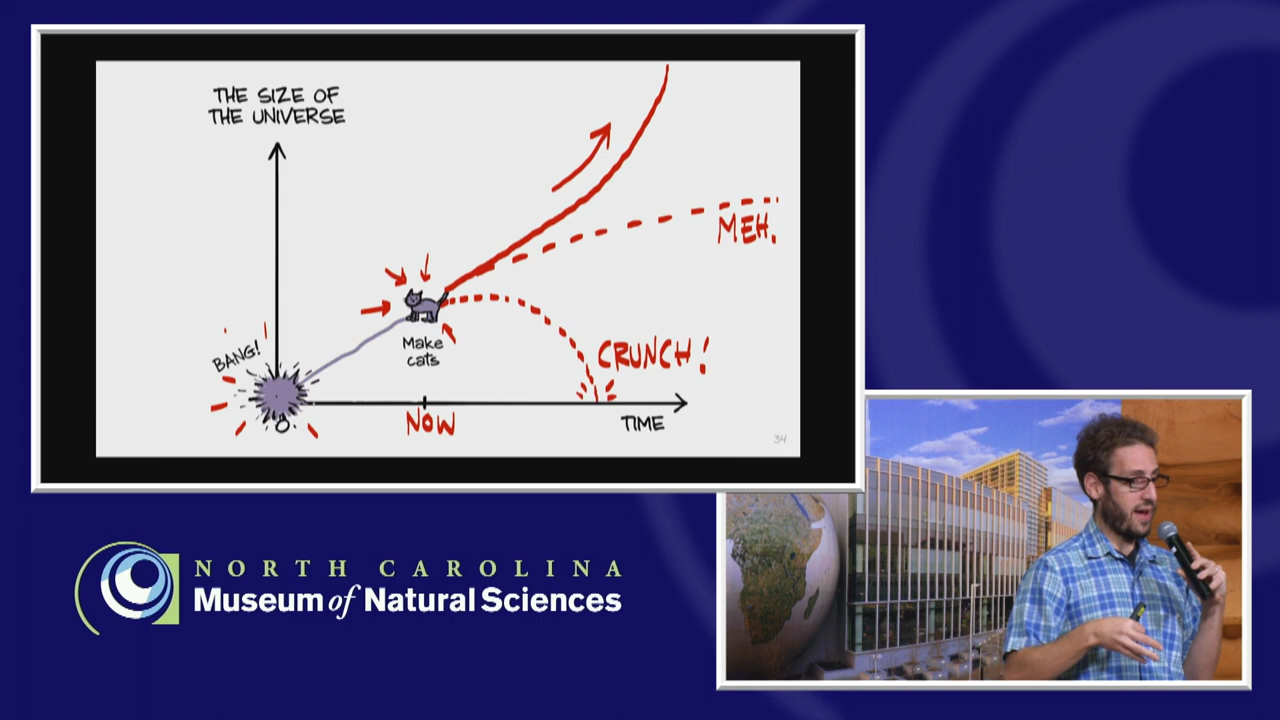 THE SIZE OF
THE UNIVERSE
MEH.
BANG!
Make
cats
CRUNCH!
0
NOW
TIME
34
NORTH CAROLINA
Museum of Natural Sciences